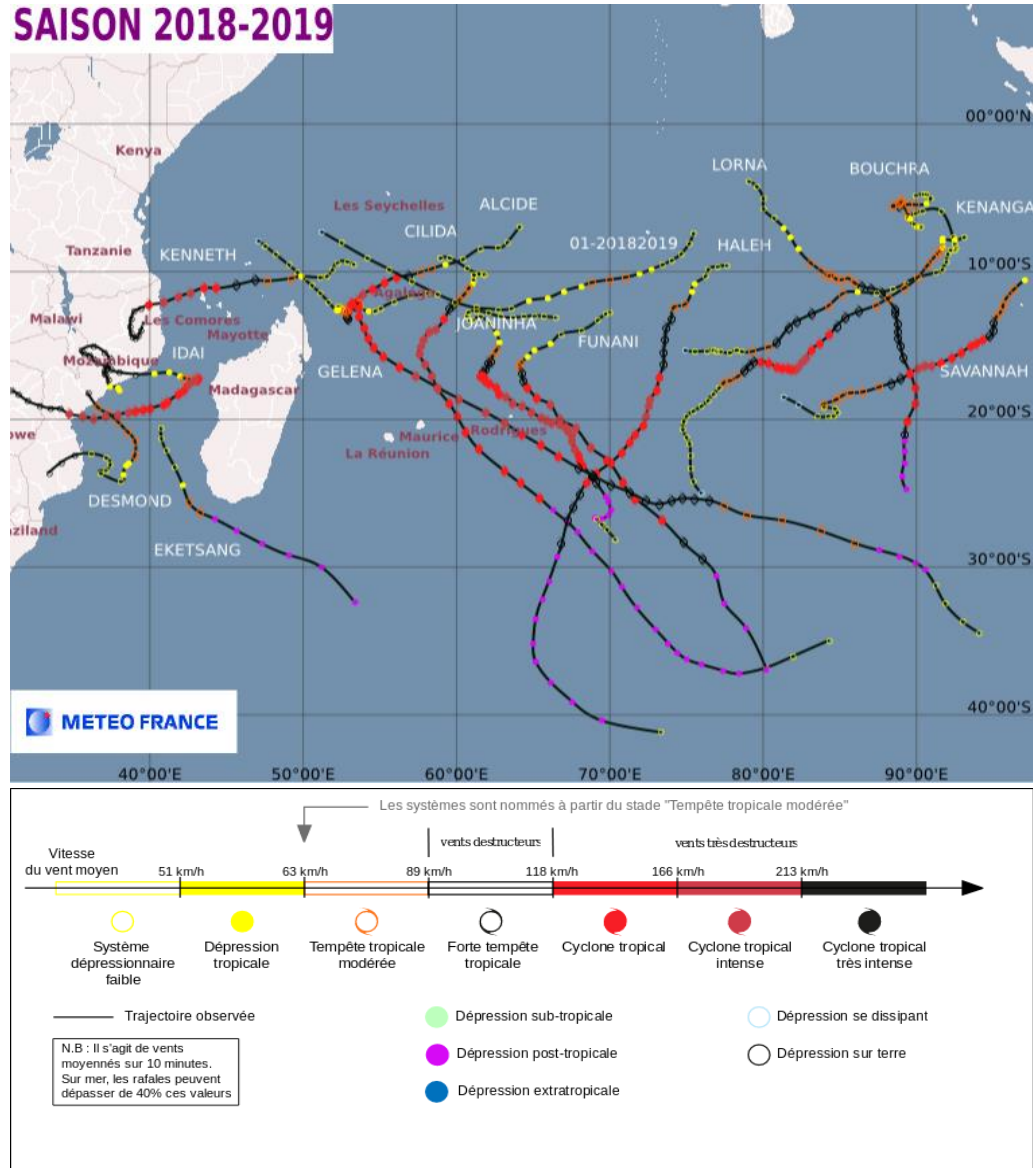 SAISON 2018-2019
00°00'N
Kenya
LORNA
BOUCHRA
Les Seychelles
ALCIDE
KENANGA
CILIDA
01-20182019
HALEH
Tanzanie
KENNETH
10°00'S
Agalega
Malawi
Les Comores
JOANINHA
Mayotte
FUNANI
Mozambique
IDAI
GELENA
SAVANNAH
Madagascar
20°00'S
owe
Maurice
Rodrigues
La Réunion
DESMOND
ziland
EKETSANG
30°00'S
METEO FRANCE
40°00'S
40°00'E
50°00'E
60°00'E
70°00'E
80°00'E
90°00'E
Les systèmes sont nommés à partir du stade "Tempête tropicale modérée"
vents destructeurs
vents très destructeurs
Vitesse
du vent moyen
51 km/h
63 km/h
89 km/h
118 km/h
166 km/h
213 km/h
Système
dépressionnaire
faible
Dépression
tropicale
Tempête tropicale
modérée
Forte tempête
tropicale
Cyclone tropical
Cyclone tropical
intense
Cyclone tropical
très intense
Trajectoire observée
Dépression sub-tropicale
Dépression se dissipant
N.B : Il s'agit de vents
moyennés sur 10 minutes.
Sur mer, les rafales peuvent
dépasser de 40% ces valeurs
Dépression post-tropicale
Dépression sur terre
Dépression extratropicale